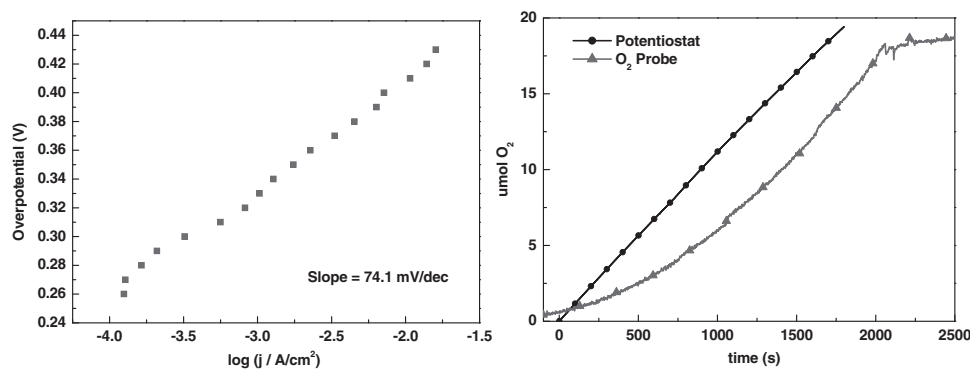 0.44
0.42
0.40
0.38
0.36
0.34
0.32
0.30
0.28
0.26
0.24
Overpotential (V)
Slope = 74.1 mV/dec
-4.0 -3.5 -3.0 -2.5 -2.0 -1.5
log (j / A/cm²)
20
15
10
5
0
umol O₂
Potentiostat
O₂ Probe
0 500 1000 1500 2000 2500
time (s)